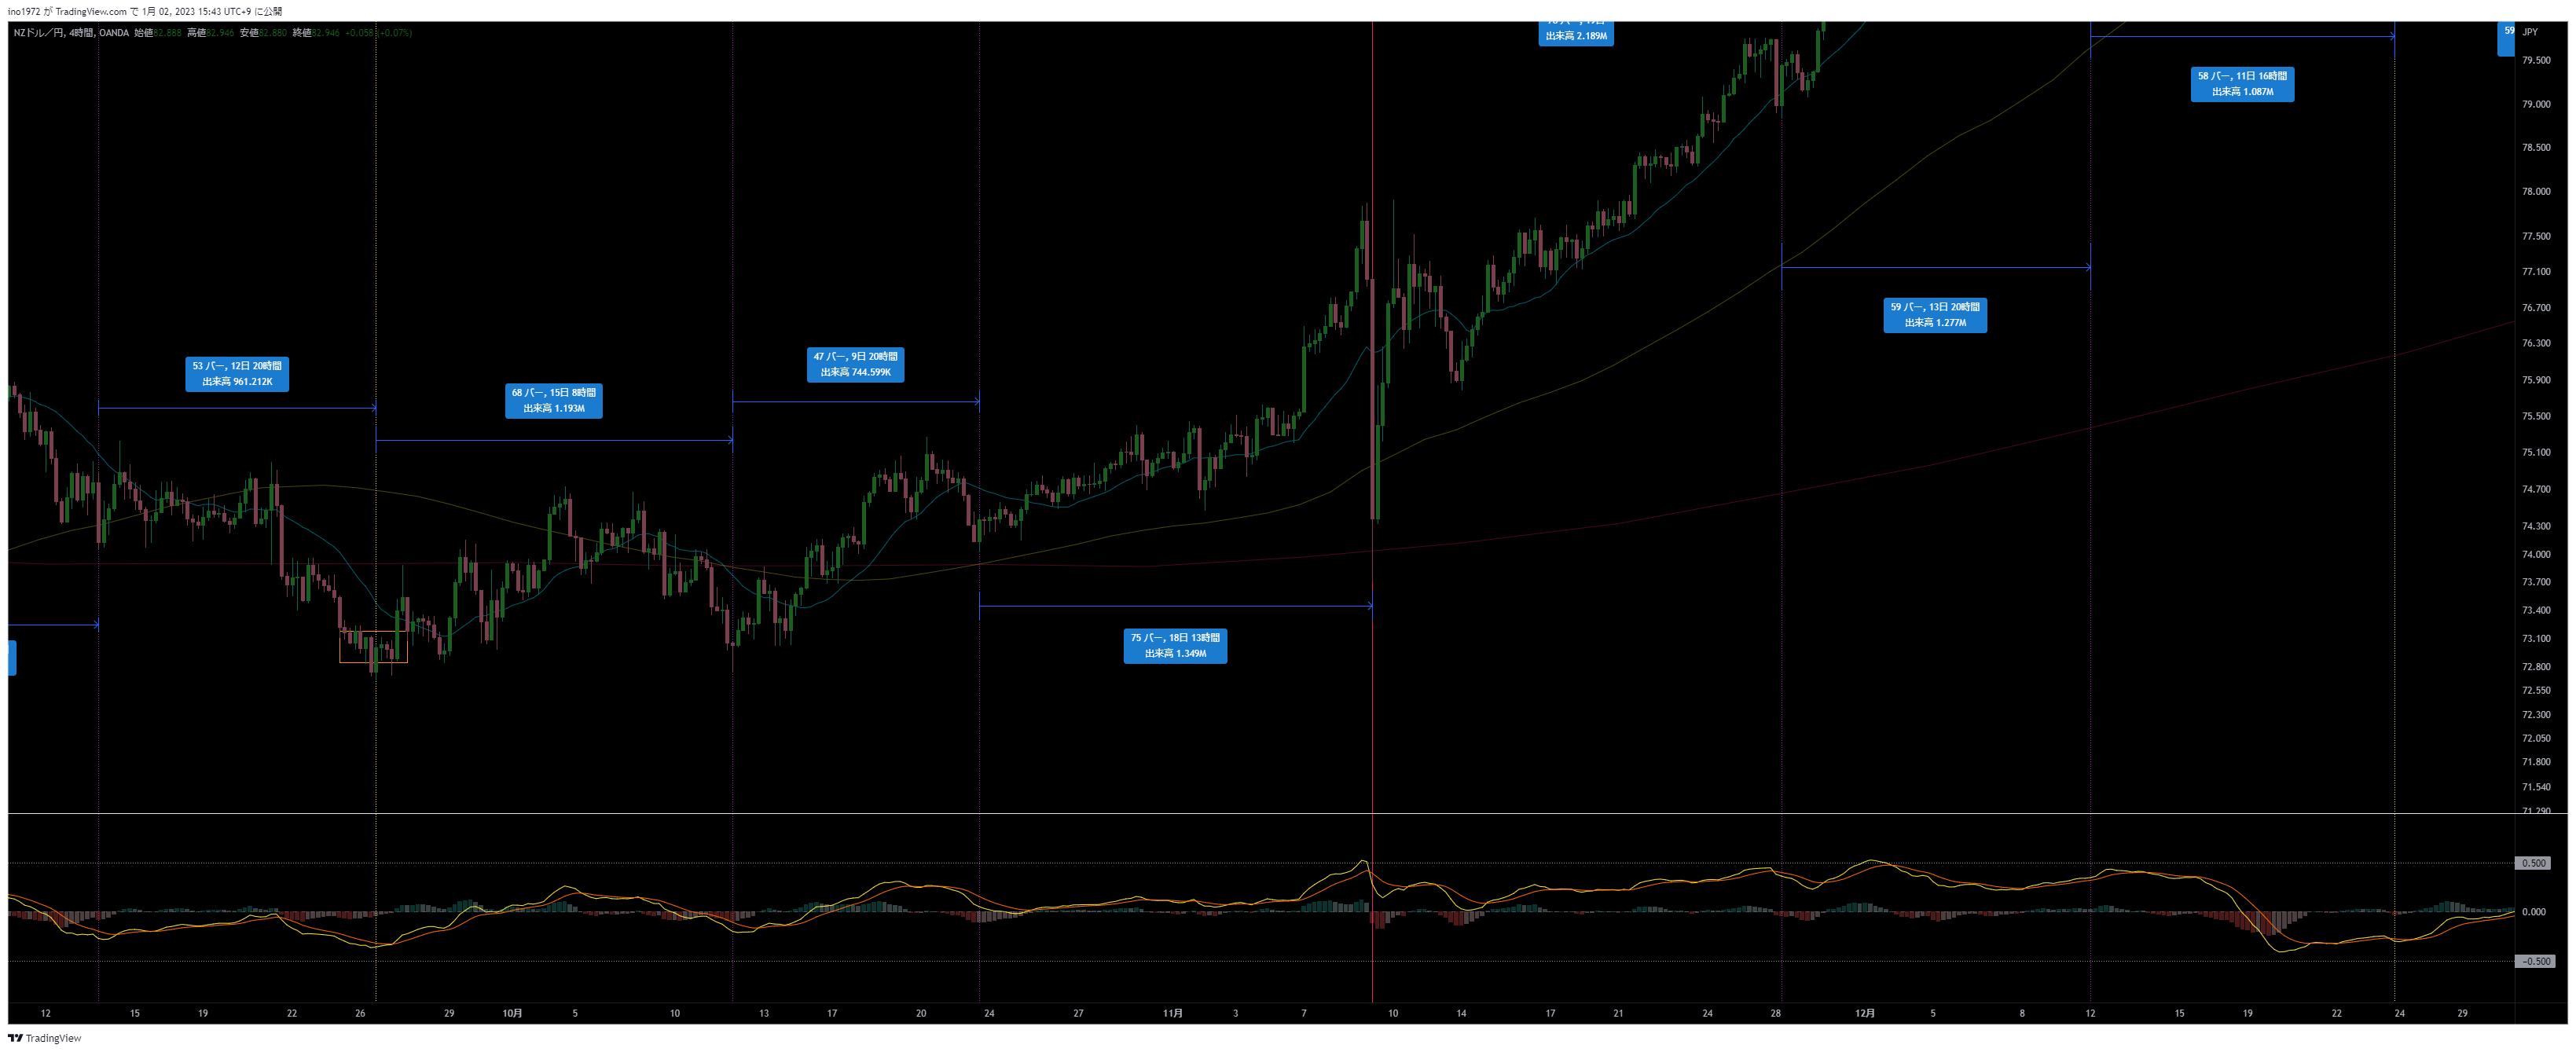 ino1972 が TradingView.com で 1月 02, 2023 15:43 UTC+9 に公開
NZドル／円, 4時間, OANDA 始値82.888 高値82.946 安値82.880 終値82.946 +0.058 (+0.07%)
出来高 2.189M
59
JPY
79.500
58 バー, 11日 16時間
出来高 1.087M
79.000
78.500
78.000
77.500
77.100
59 バー, 13日 20時間
出来高 1.277M
76.700
76.300
47 バー, 9日 20時間
出来高 744.599K
53 バー, 12日 20時間
出来高 961.212K
75.900
68 バー, 15日 8時間
出来高 1.193M
75.500
75.100
74.700
74.300
74.000
73.700
73.400
75 バー, 18日 13時間
出来高 1.349M
73.100
72.800
72.550
72.300
72.050
71.800
71.540
71.290
0.500
0.000
-0.500
12 15 19 22 26 29 10月 5 10 13 17 20 24 27 11月 3 7 10 14 17 21 24 28 12月 5 8 12 15 19 22 24 29
TradingView